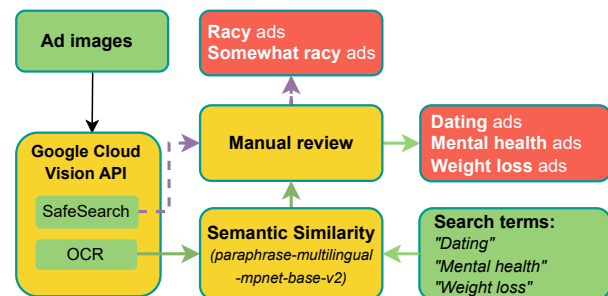 Ad images
Racy ads
Somewhat racy ads
Google Cloud
Vision API
SafeSearch
OCR
Manual review
Dating ads
Mental health ads
Weight loss ads
Semantic Similarity
(paraphrase-multilingual
-mpnet-base-v2)
Search terms:
"Dating"
"Mental health"
"Weight loss"